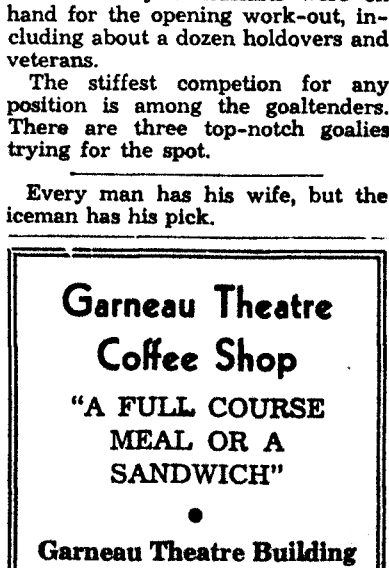 hand for the opening work-out, in-
cluding about a dozen holdovers and
veterans.
The stiffest competion for any
position is among the goaltenders.
There are three top-notch goalies
trying for the spot.
Every man has his wife, but the
iceman has his pick.
Garneau Theatre
Coffee Shop
"A FULL COURSE
MEAL OR A
SANDWICH"
●
Garneau Theatre Building